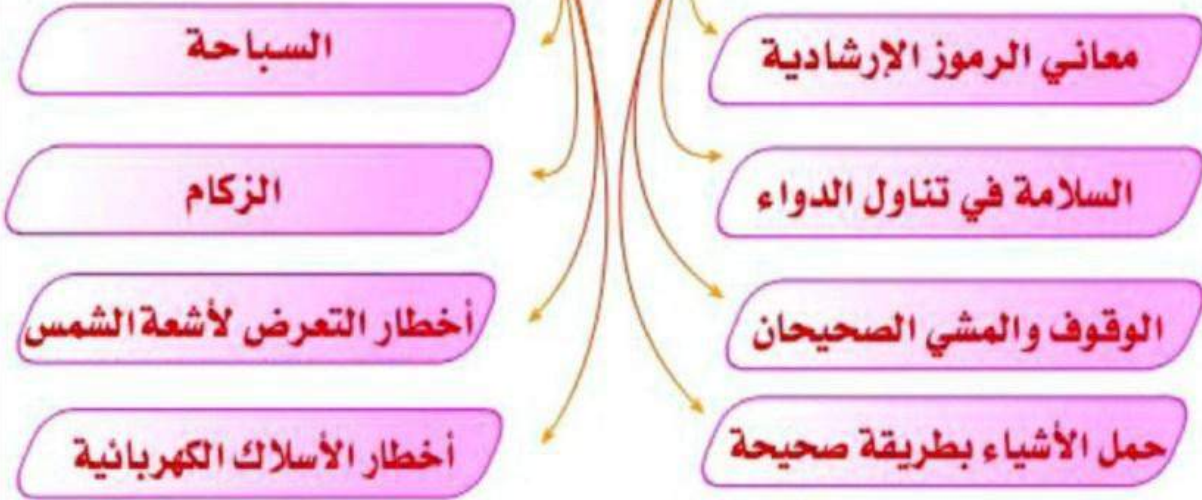 معاني الرموز الإرشادية
السلامة في تناول الدواء
الوقوف والمشي الصحيحان
حمل الأشياء بطريقة صحيحة
السباحة
الزكام
أخطار التعرض لأشعة الشمس
أخطار الأسلاك الكهربائية